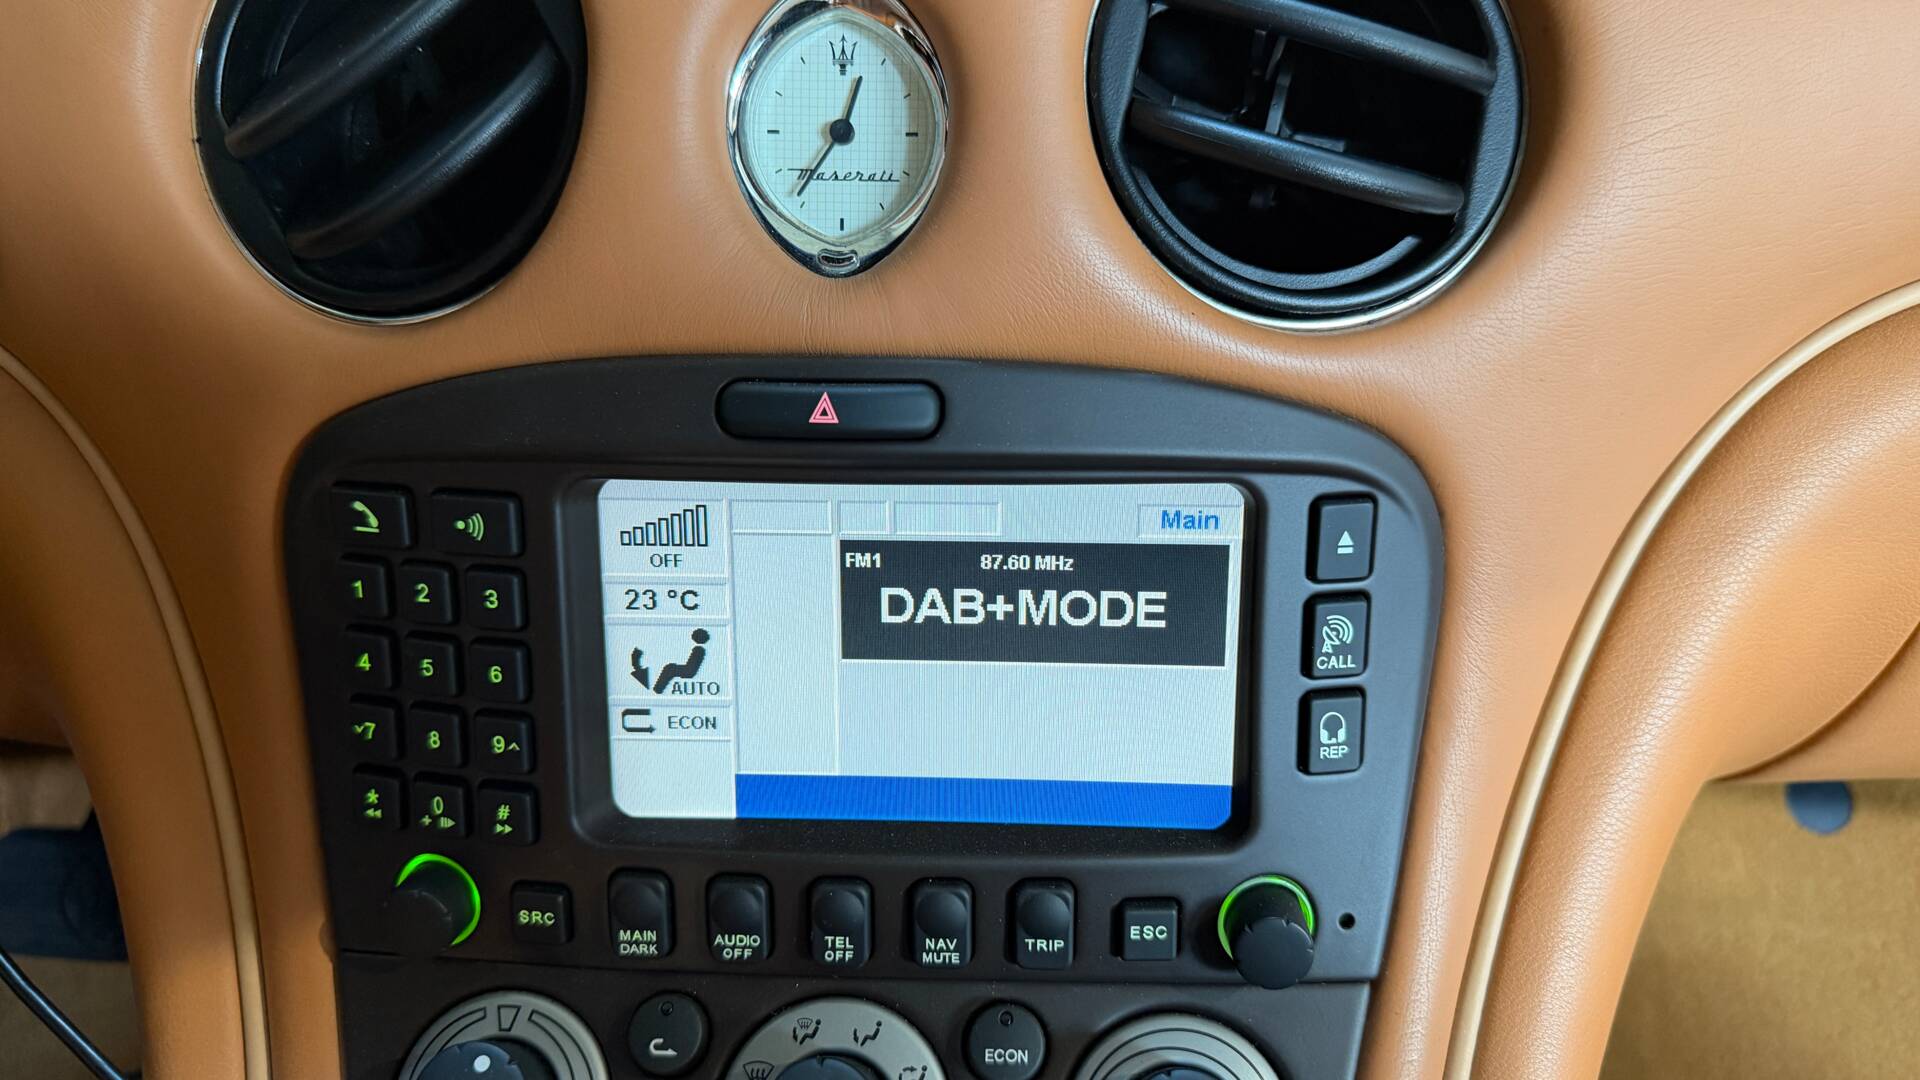 Maserati
Main
OFF
FM1 87.60 MHz
DAB+MODE
23 °C
AUTO
ECON
1 2 3
4 5 6
7 8 9
* 0 #
+
CALL
REP
SRC
MAIN
DARK
AUDIO
OFF
TEL
OFF
NAV
MUTE
TRIP
ESC
ECON